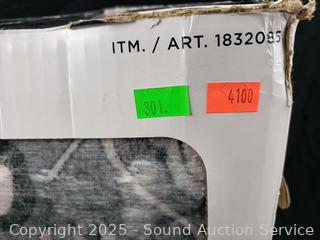 ITM. / ART. 1832085
301.
4100
Copyright 2025 - Sound Auction Service